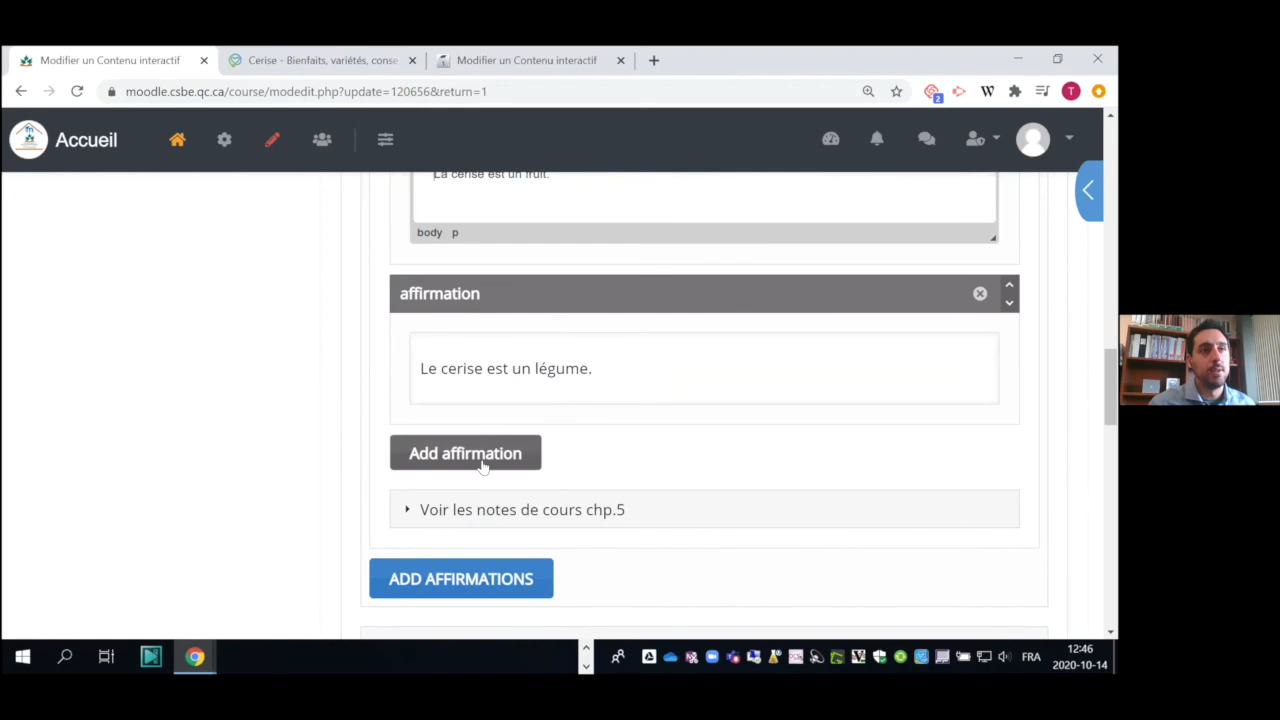 Modifier un Contenu interactif
Cerise - Bienfaits, variétés, conse
Modifier un Contenu interactif
moodle.csbe.qc.ca/course/modedit.php?update=120656&return=1
2
W
T
Accueil
La cerise est un fruit.
body p
affirmation
Le cerise est un légume.
Add affirmation
Voir les notes de cours chp.5
ADD AFFIRMATIONS
FRA
12:46
2020-10-14